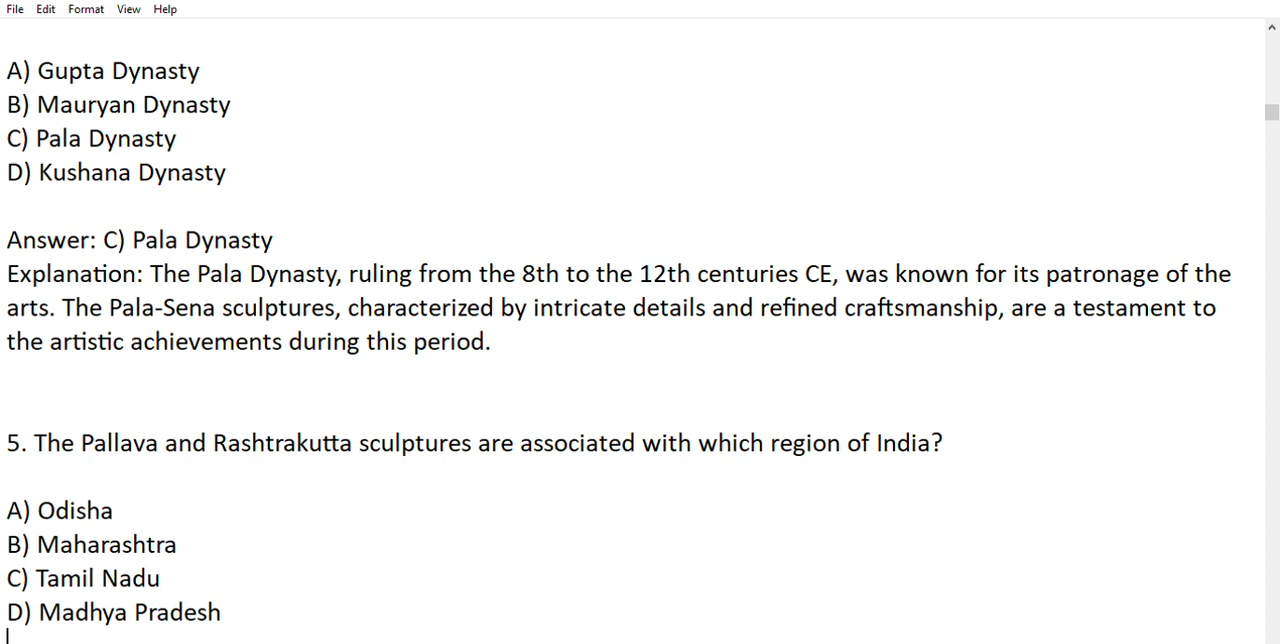 File Edit Format View Help
A) Gupta Dynasty
B) Mauryan Dynasty
C) Pala Dynasty
D) Kushana Dynasty
Answer: C) Pala Dynasty
Explanation: The Pala Dynasty, ruling from the 8th to the 12th centuries CE, was known for its patronage of the
arts. The Pala-Sena sculptures, characterized by intricate details and refined craftsmanship, are a testament to
the artistic achievements during this period.
5. The Pallava and Rashtrakutta sculptures are associated with which region of India?
A) Odisha
B) Maharashtra
C) Tamil Nadu
D) Madhya Pradesh